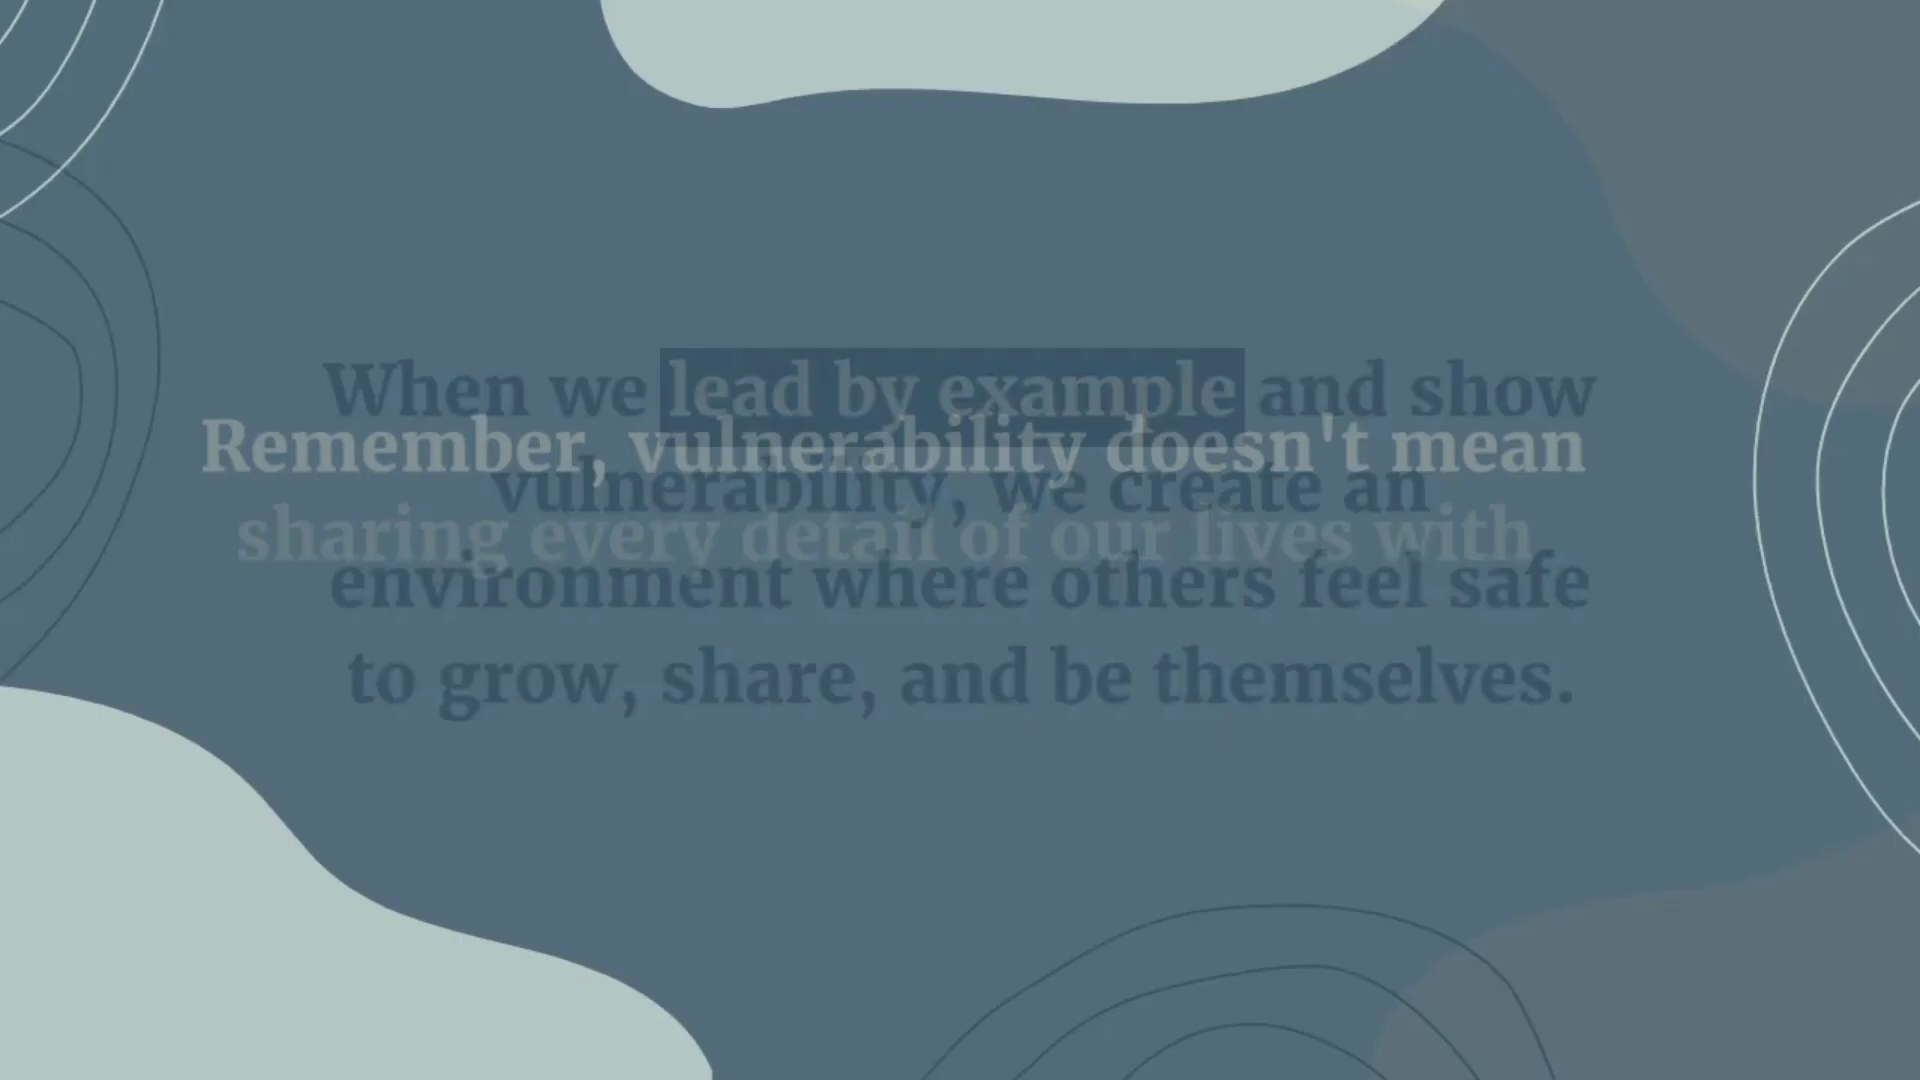 When we lead by example and show
vulnerability, we create an
environment where others feel safe
to grow, share, and be themselves.
Remember, vulnerability doesn't mean
sharing every detail of our lives with